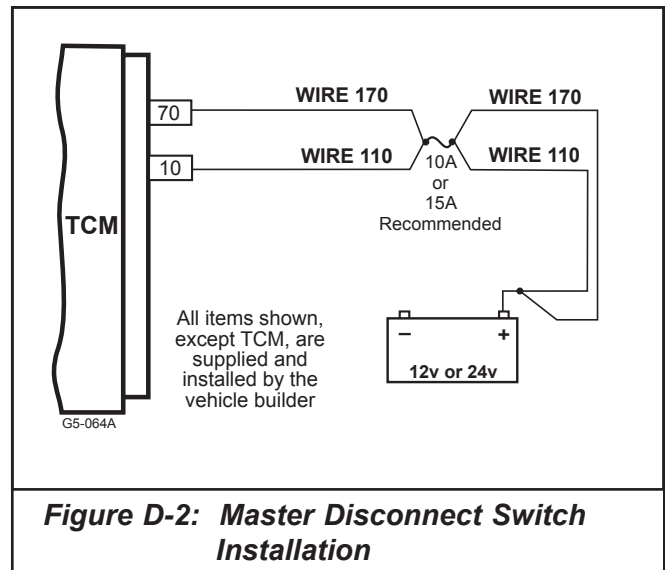 WIRE 170
WIRE 170
70
WIRE 110
WIRE 110
10
10A
or
15A
Recommended
TCM
All items shown,
except TCM, are
supplied and
installed by the
vehicle builder
–
+
12v or 24v
G5-064A
Figure D-2: Master Disconnect Switch
Installation